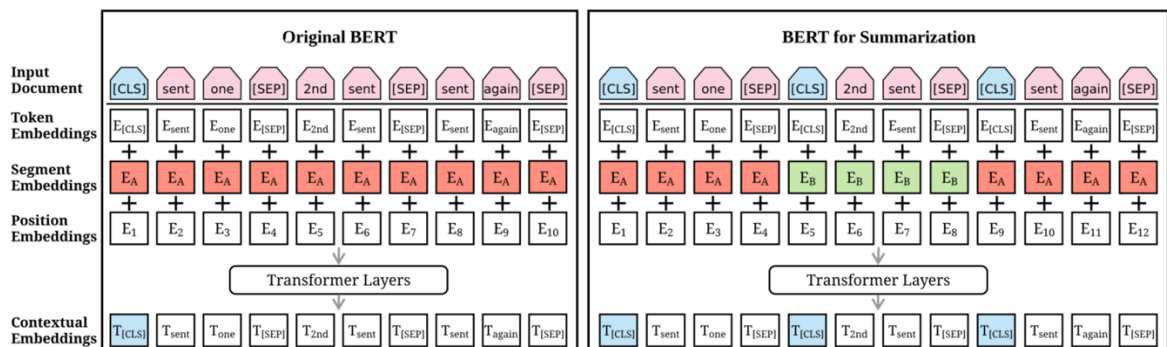 Original BERT
Input Document [CLS] sent one [SEP] 2nd sent [SEP] sent again [SEP]
Token Embeddings E[CLS] Esent Eone E[SEP] E2nd Esent E[SEP] Esent Eagain E[SEP]
+ + + + + + + + + +
Segment Embeddings EA EA EA EA EA EA EA EA EA EA
+ + + + + + + + + +
Position Embeddings E1 E2 E3 E4 E5 E6 E7 E8 E9 E10
Transformer Layers
Contextual Embeddings T[CLS] Tsent Tone T[SEP] T2nd Tsent T[SEP] Tsent Tagain T[SEP]
BERT for Summarization
[CLS] sent one [SEP] [CLS] 2nd sent [SEP] [CLS] sent again [SEP]
E[CLS] Esent Eone E[SEP] E[CLS] E2nd Esent E[SEP] E[CLS] Esent Eagain E[SEP]
+ + + + + + + + + + + +
EA EA EA EA EB EB EB EB EA EA EA EA
+ + + + + + + + + + + +
E1 E2 E3 E4 E5 E6 E7 E8 E9 E10 E11 E12
Transformer Layers
T[CLS] Tsent Tone T[SEP] T[CLS] T2nd Tsent T[SEP] T[CLS] Tsent Tagain T[SEP]